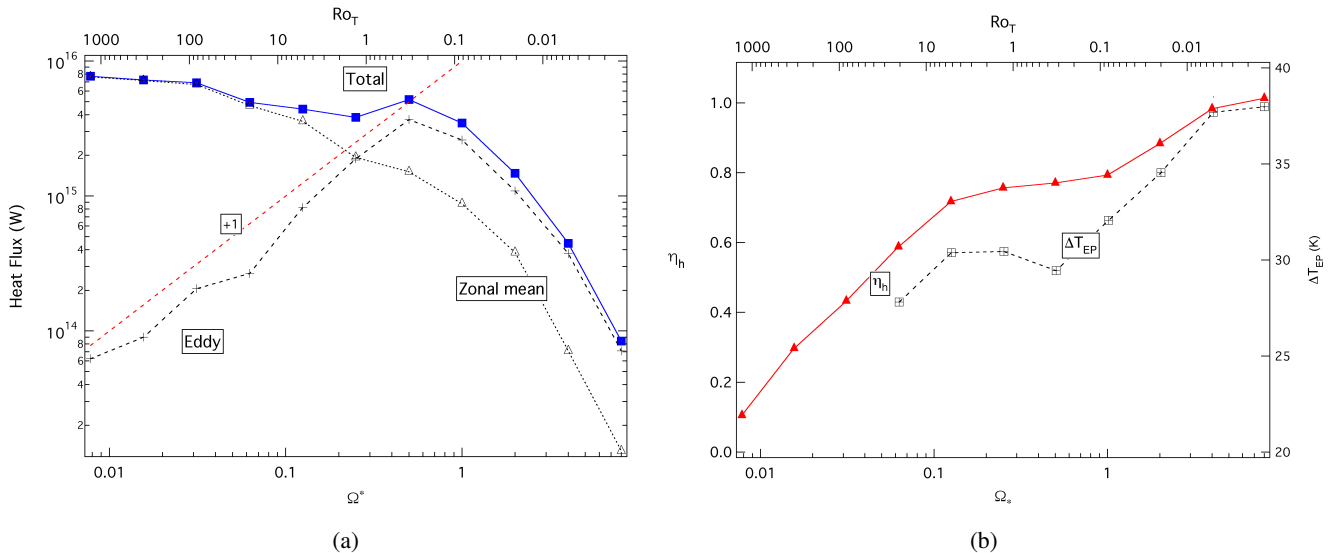 Ro_T
1000 100 10 1 0.1 0.01
10^16
8
6
4
2
10^15
8
6
4
2
10^14
8
6
4
2
Heat Flux (W)
Total
+1
Zonal mean
Eddy
0.01 0.1 1
Ω*
(a)
Ro_T
1000 100 10 1 0.1 0.01
1.0
0.8
0.6
0.4
0.2
0.0
η_h
40
35
30
25
20
ΔT_EP (K)
ΔT_EP
η_h
0.01 0.1 1
Ω_*
(b)